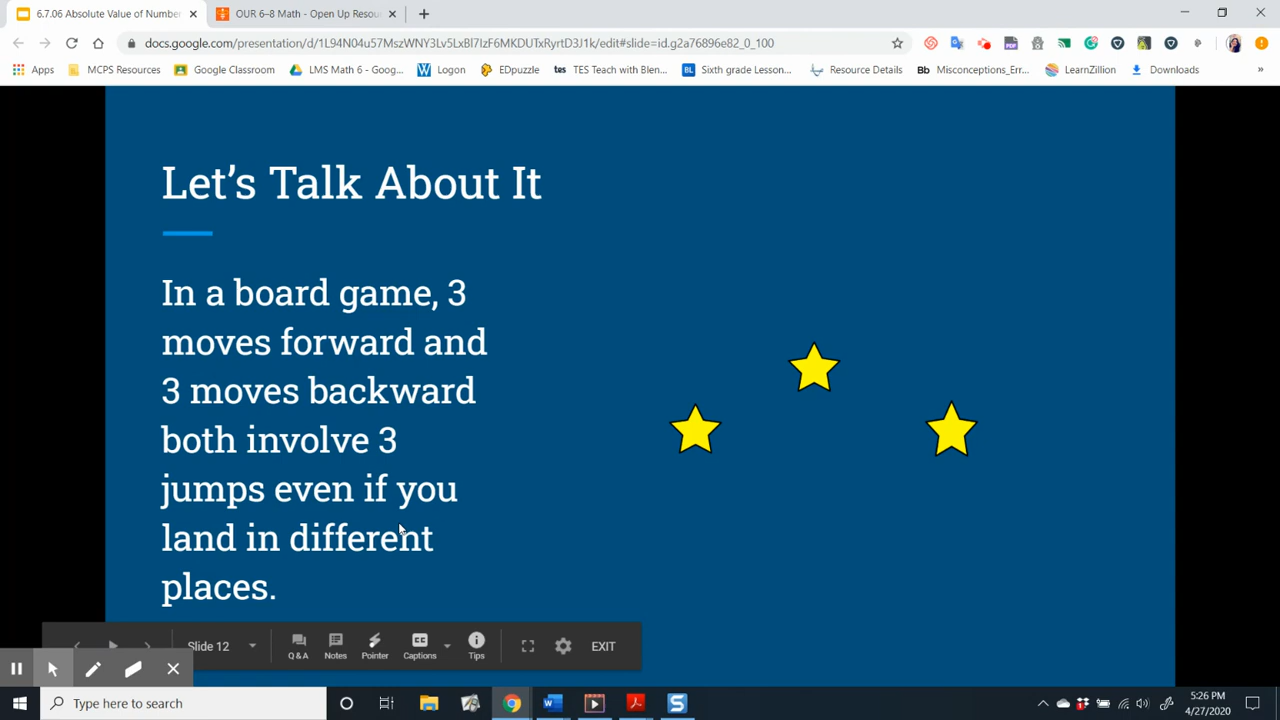 6.7.06 Absolute Value of Number
OUR 6–8 Math - Open Up Resou
docs.google.com/presentation/d/1L94N04u57MszWNY3Lv5LxBl7IzF6MKDUTxRyrtD3J1k/edit#slide=id.g2a76896e82_0_100
Apps
MCPS Resources
Google Classroom
LMS Math 6 - Goog...
Logon
EDpuzzle
TES Teach with Blen...
BL Sixth grade Lesson...
Resource Details
Bb Misconceptions_Err...
LearnZillion
Downloads
Let's Talk About It
In a board game, 3
moves forward and
3 moves backward
both involve 3
jumps even if you
land in different
places.
Slide 12
Q & A
Notes
Pointer
Captions
Tips
EXIT
Type here to search
5:26 PM
4/27/2020